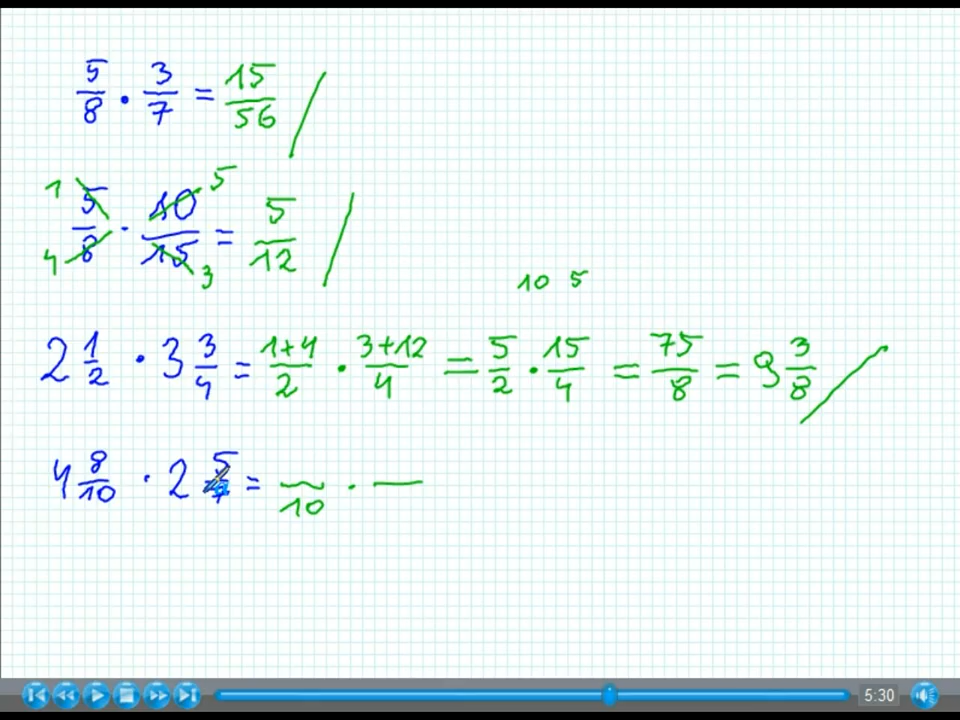 5/8 · 3/7 = 15/56
1 5/8 4 · 10/15 5 3 = 5/12
10 5
2 1/2 · 3 3/4 = 1+4/2 · 3+12/4 = 5/2 · 15/4 = 75/8 = 9 3/8
4 8/10 · 2 5/7 = /10 ·
5:30